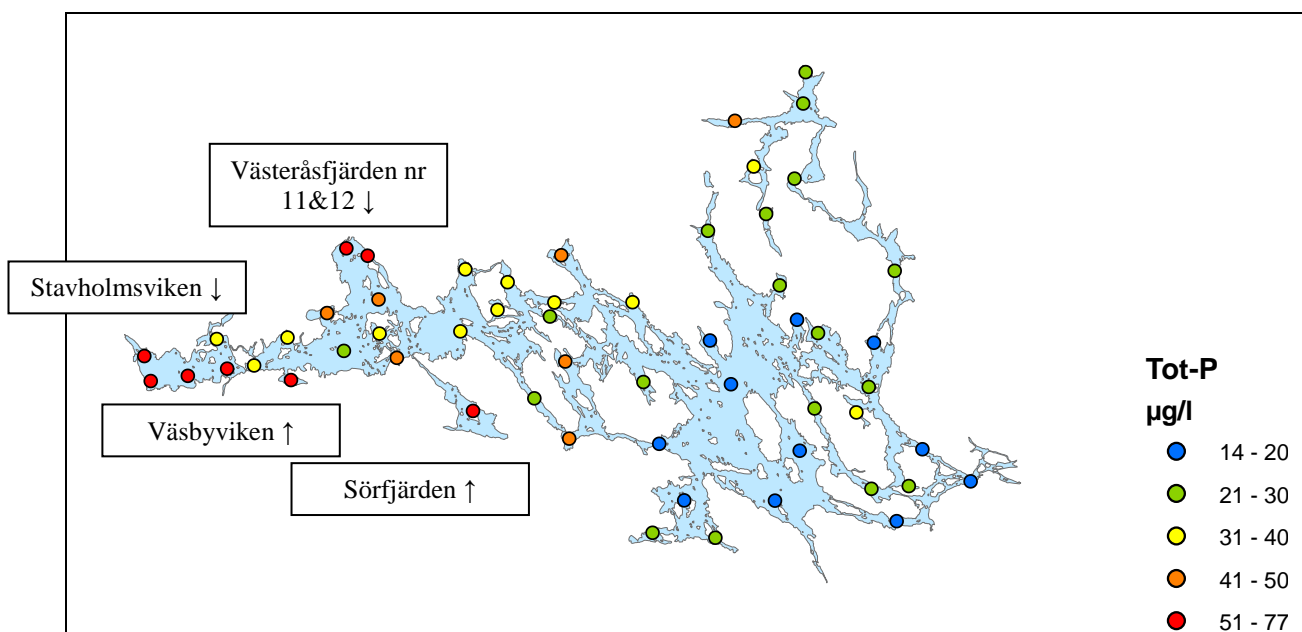 Västeråsfjärden nr
11&12 ↓
Stavholmsviken ↓
Väsbyviken ↑
Sörfjärden ↑
Tot-P
µg/l
14 - 20
21 - 30
31 - 40
41 - 50
51 - 77